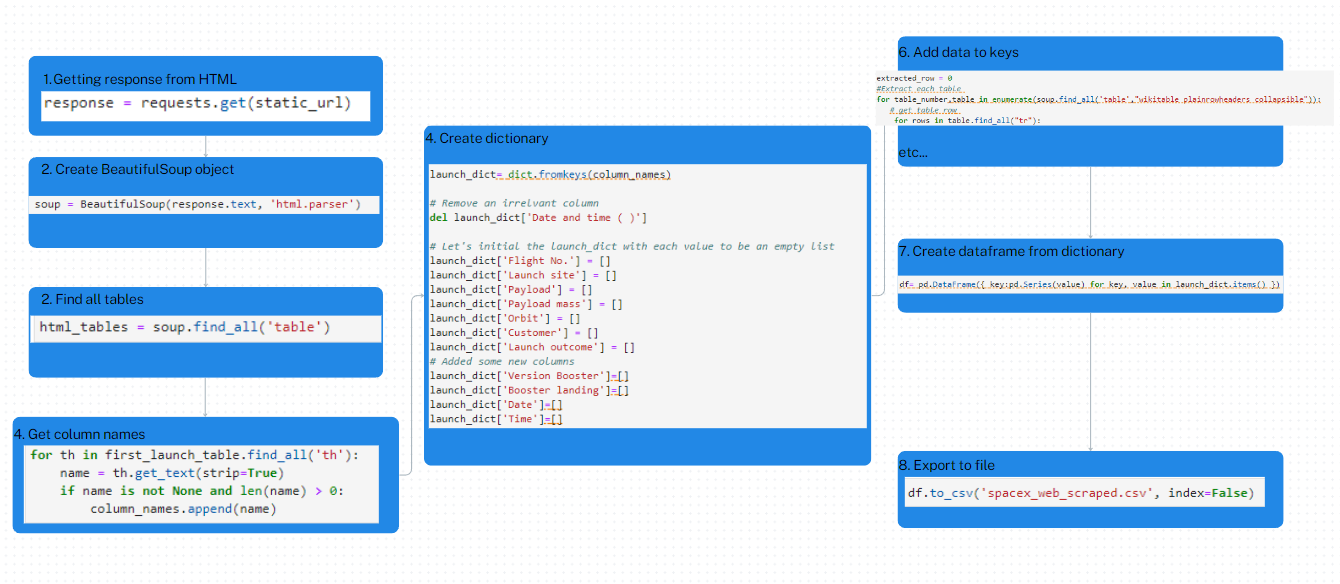 1.Getting response from HTML
response = requests.get(static_url)
2. Create BeautifulSoup object
soup = BeautifulSoup(response.text, 'html.parser')
2. Find all tables
html_tables = soup.find_all('table')
4. Get column names
for th in first_launch_table.find_all('th'):
    name = th.get_text(strip=True)
    if name is not None and len(name) > 0:
        column_names.append(name)
4. Create dictionary
launch_dict= dict.fromkeys(column_names)
# Remove an irrelvant column
del launch_dict['Date and time ( )']
# Let's initial the launch_dict with each value to be an empty list
launch_dict['Flight No.'] = []
launch_dict['Launch site'] = []
launch_dict['Payload'] = []
launch_dict['Payload mass'] = []
launch_dict['Orbit'] = []
launch_dict['Customer'] = []
launch_dict['Launch outcome'] = []
# Added some new columns
launch_dict['Version Booster']=[]
launch_dict['Booster landing']=[]
launch_dict['Date']=[]
launch_dict['Time']=[]
6. Add data to keys
extracted_row = 0
#Extract each table
for table_number,table in enumerate(soup.find_all('table',"wikitable plainrowheaders collapsible")):
   # get table row
    for rows in table.find_all("tr"):
etc...
7. Create dataframe from dictionary
df= pd.DataFrame({ key:pd.Series(value) for key, value in launch_dict.items() })
8. Export to file
df.to_csv('spacex_web_scraped.csv', index=False)